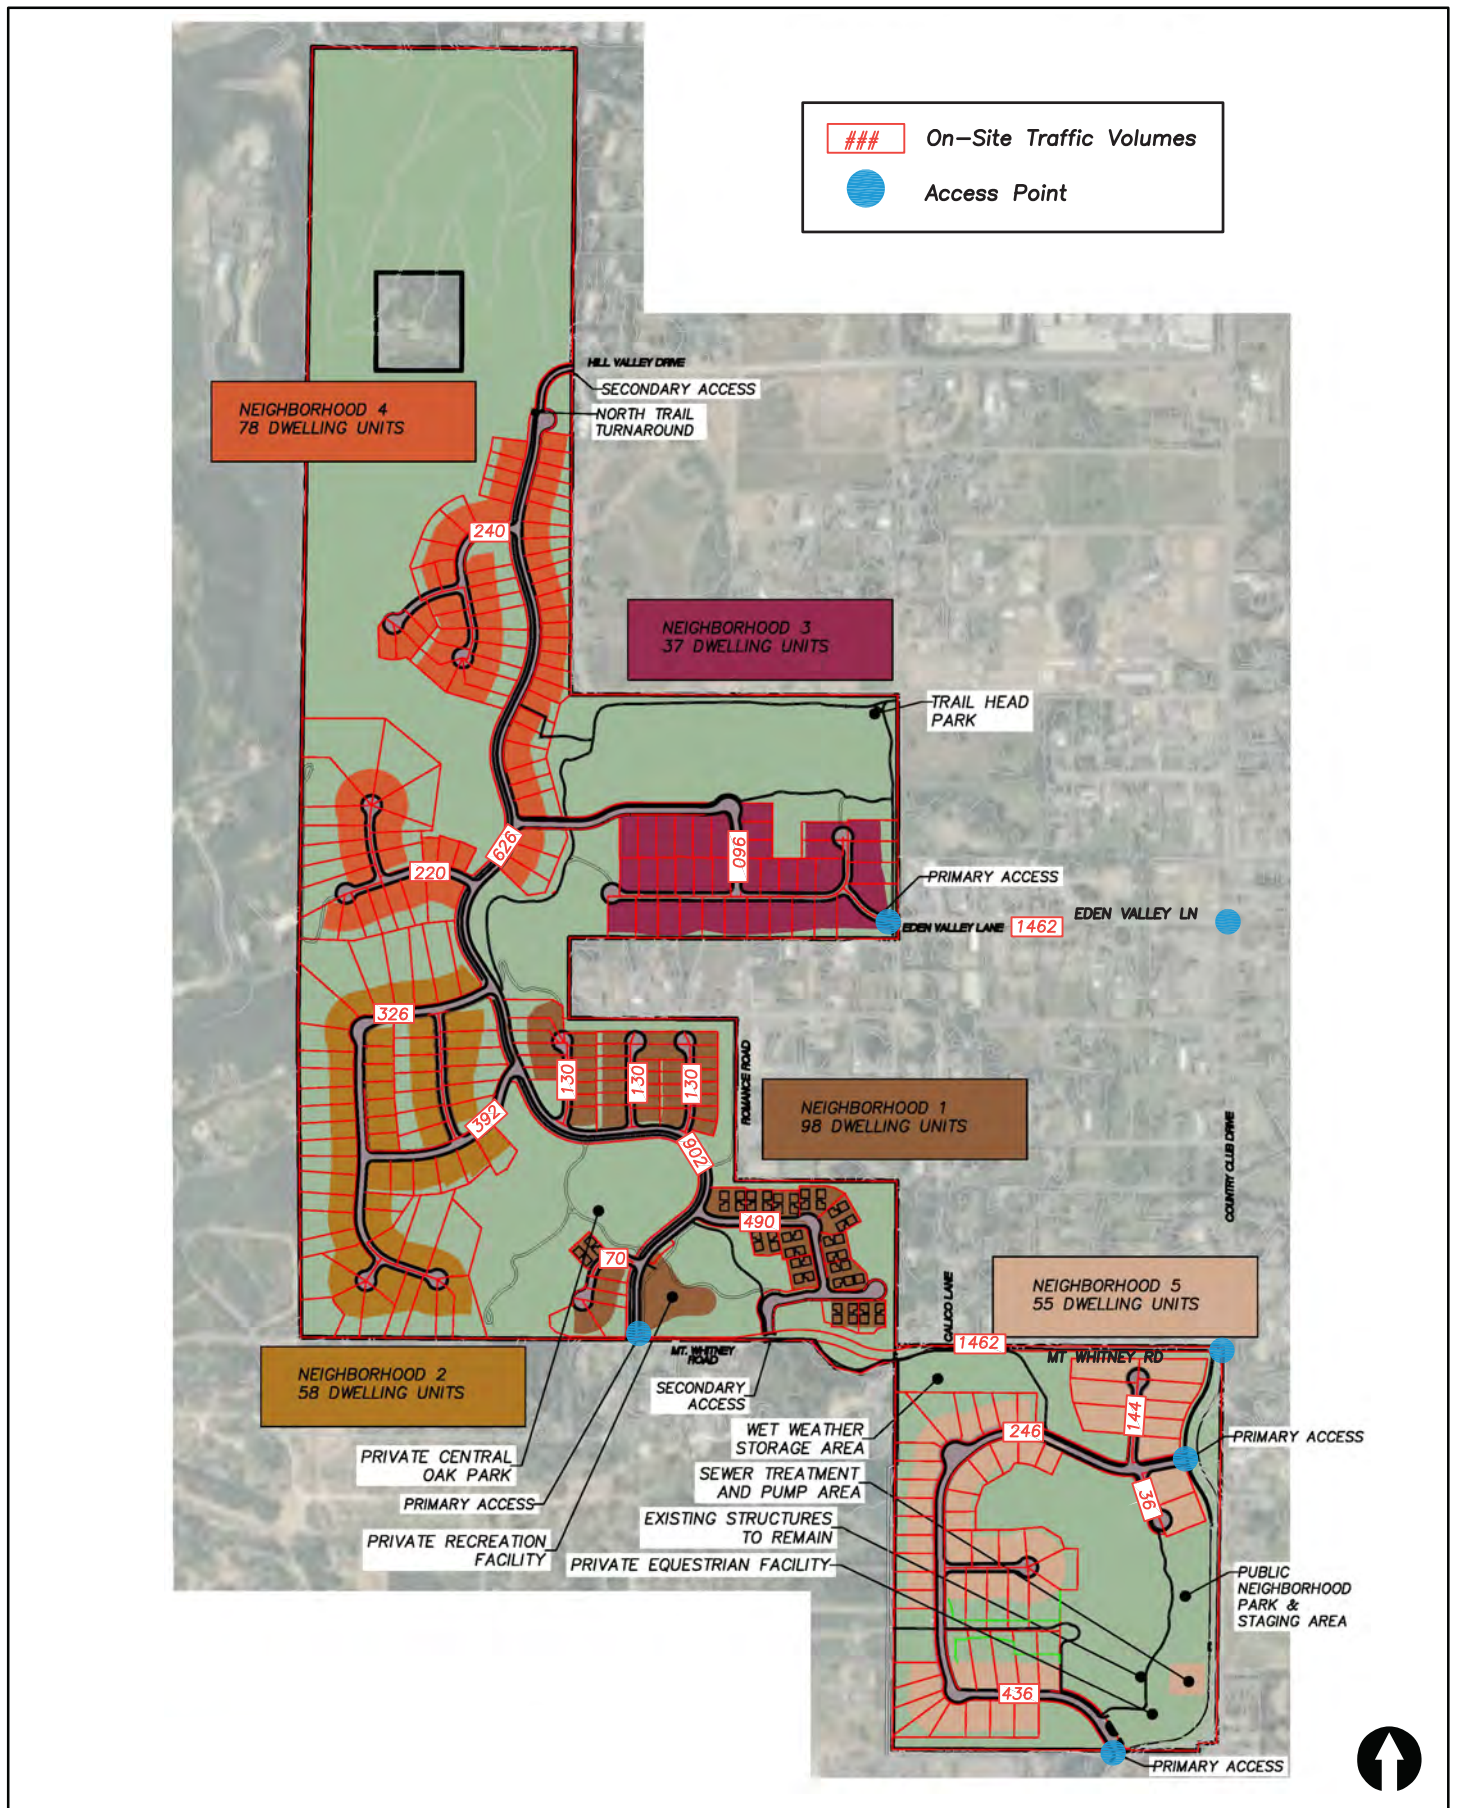 ### On-Site Traffic Volumes
Access Point
HILL VALLEY DRIVE
SECONDARY ACCESS
NORTH TRAIL
TURNAROUND
NEIGHBORHOOD 4
78 DWELLING UNITS
240
NEIGHBORHOOD 3
37 DWELLING UNITS
TRAIL HEAD
PARK
626
960
220
PRIMARY ACCESS
EDEN VALLEY LANE
1462
EDEN VALLEY LN
326
130
130
130
ROMANCE ROAD
392
902
NEIGHBORHOOD 1
98 DWELLING UNITS
COUNTRY CLUB DRIVE
490
70
NEIGHBORHOOD 5
55 DWELLING UNITS
CALICO LANE
1462
MT WHITNEY RD
MT. WHITNEY
ROAD
NEIGHBORHOOD 2
58 DWELLING UNITS
SECONDARY
ACCESS
WET WEATHER
STORAGE AREA
144
246
PRIMARY ACCESS
PRIVATE CENTRAL
OAK PARK
SEWER TREATMENT
AND PUMP AREA
36
PRIMARY ACCESS
EXISTING STRUCTURES
TO REMAIN
PRIVATE RECREATION
FACILITY
PRIVATE EQUESTRIAN FACILITY
PUBLIC
NEIGHBORHOOD
PARK &
STAGING AREA
436
PRIMARY ACCESS